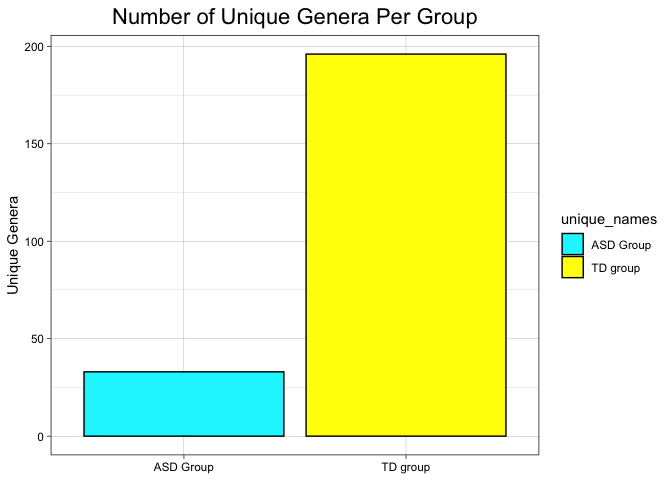 Number of Unique Genera Per Group
Unique Genera
200
150
100
50
0
ASD Group
TD group
unique_names
ASD Group
TD group